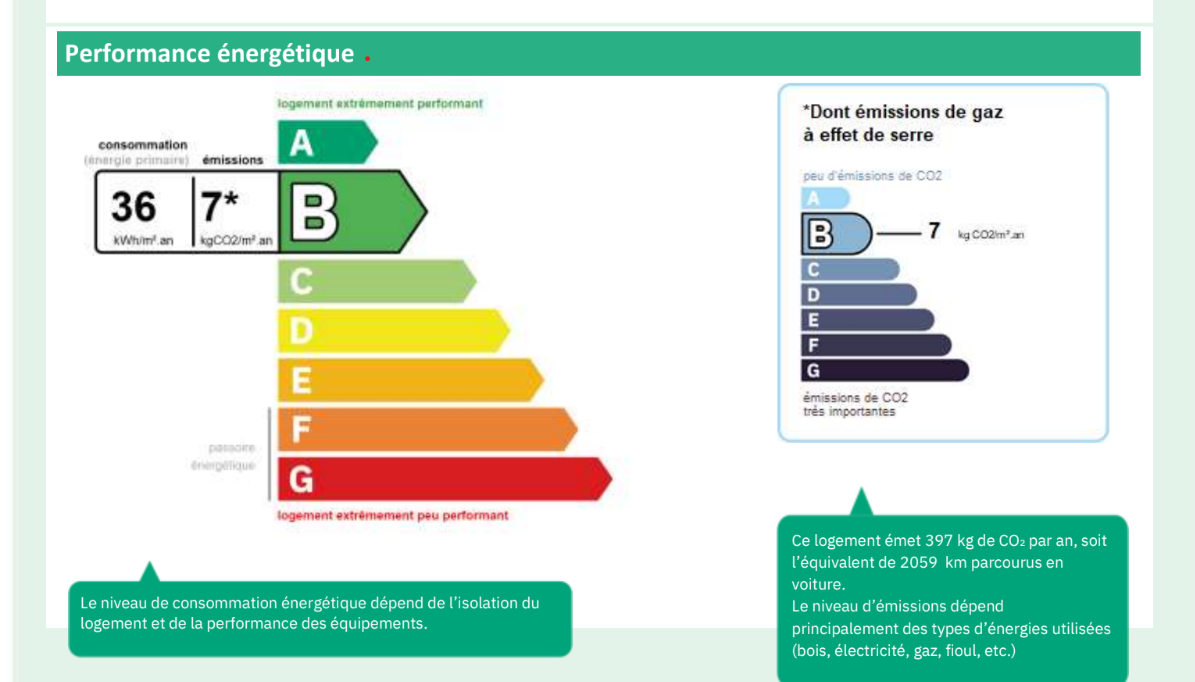 Performance énergétique .
logement extrêmement performant
consommation
(énergie primaire) émissions
36 7*
kWh/m².an kgCO2/m².an
A
B
C
D
E
F
G
passoire
énergétique
logement extrêmement peu performant
*Dont émissions de gaz
à effet de serre
peu d'émissions de CO2
A
B 7 kg CO2/m².an
C
D
E
F
G
émissions de CO2
très importantes
Le niveau de consommation énergétique dépend de l'isolation du
logement et de la performance des équipements.
Ce logement émet 397 kg de CO₂ par an, soit
l'équivalent de 2059 km parcourus en
voiture.
Le niveau d'émissions dépend
principalement des types d'énergies utilisées
(bois, électricité, gaz, fioul, etc.)